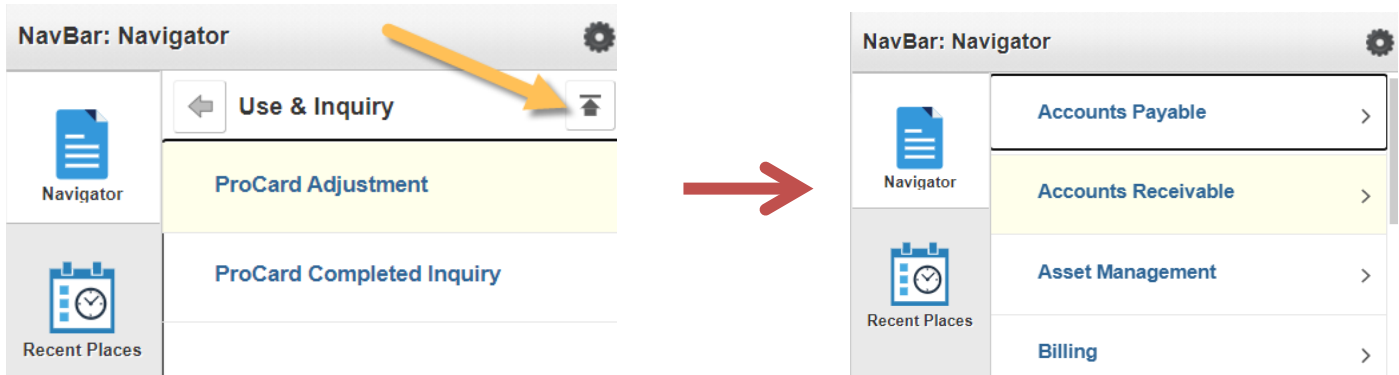 NavBar: Navigator
Use & Inquiry
Navigator
ProCard Adjustment
ProCard Completed Inquiry
Recent Places
NavBar: Navigator
Accounts Payable
Navigator
Accounts Receivable
Asset Management
Recent Places
Billing